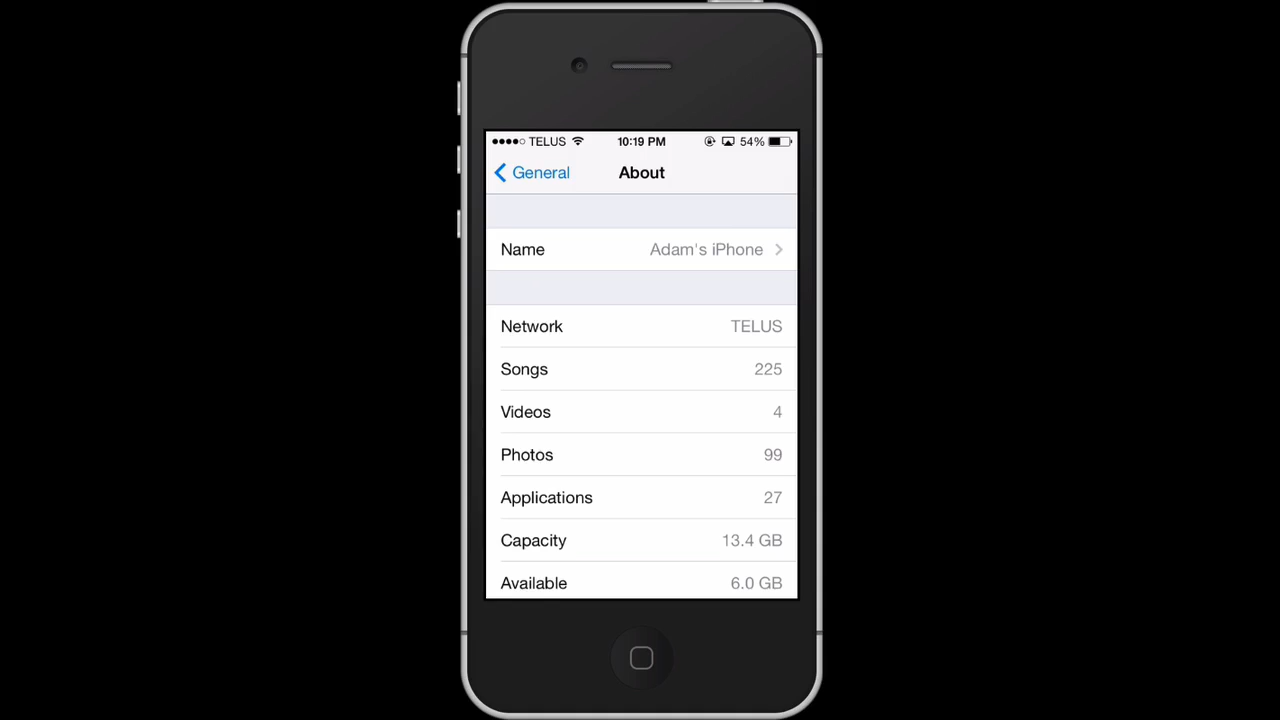 TELUS 10:19 PM 54%
General About
Name Adam's iPhone
Network TELUS
Songs 225
Videos 4
Photos 99
Applications 27
Capacity 13.4 GB
Available 6.0 GB